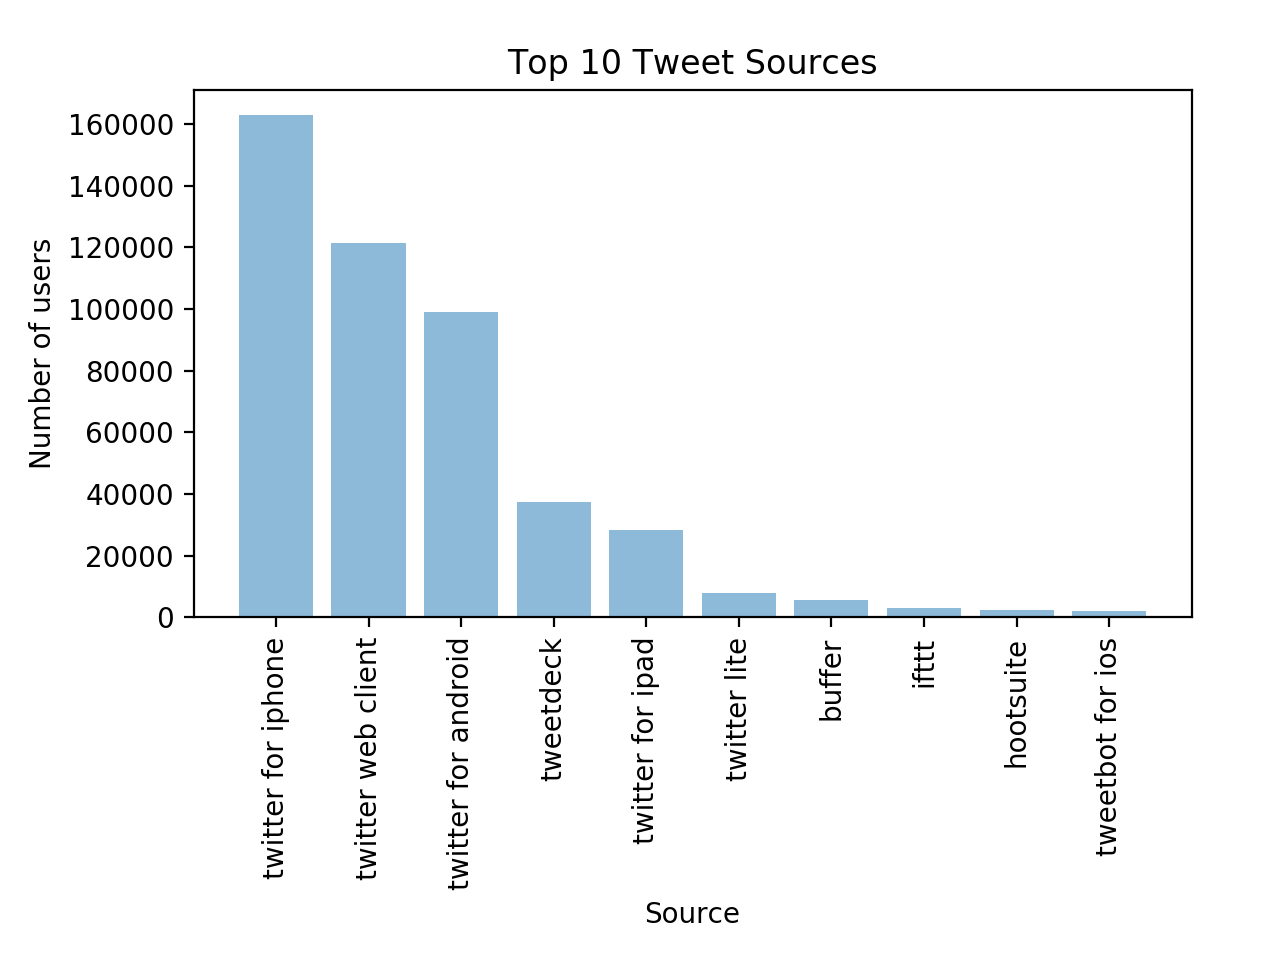 Top 10 Tweet Sources
Number of users
160000
140000
120000
100000
80000
60000
40000
20000
0
twitter for iphone
twitter web client
twitter for android
tweetdeck
twitter for ipad
twitter lite
buffer
ifttt
hootsuite
tweetbot for ios
Source